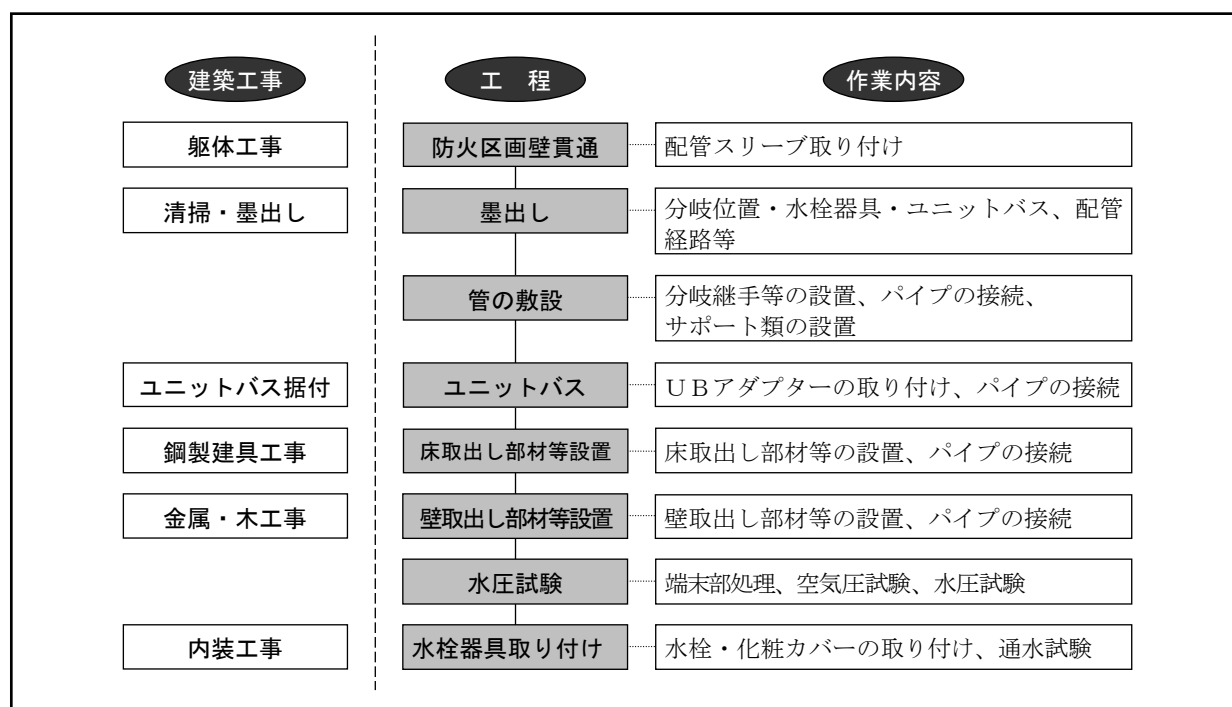 建築工事
工　程
作業内容
躯体工事
防火区画壁貫通
配管スリーブ取り付け
清掃・墨出し
墨出し
分岐位置・水栓器具・ユニットバス、配管
経路等
管の敷設
分岐継手等の設置、パイプの接続、
サポート類の設置
ユニットバス据付
ユニットバス
ＵＢアダプターの取り付け、パイプの接続
鋼製建具工事
床取出し部材等設置
床取出し部材等の設置、パイプの接続
金属・木工事
壁取出し部材等設置
壁取出し部材等の設置、パイプの接続
水圧試験
端末部処理、空気圧試験、水圧試験
内装工事
水栓器具取り付け
水栓・化粧カバーの取り付け、通水試験